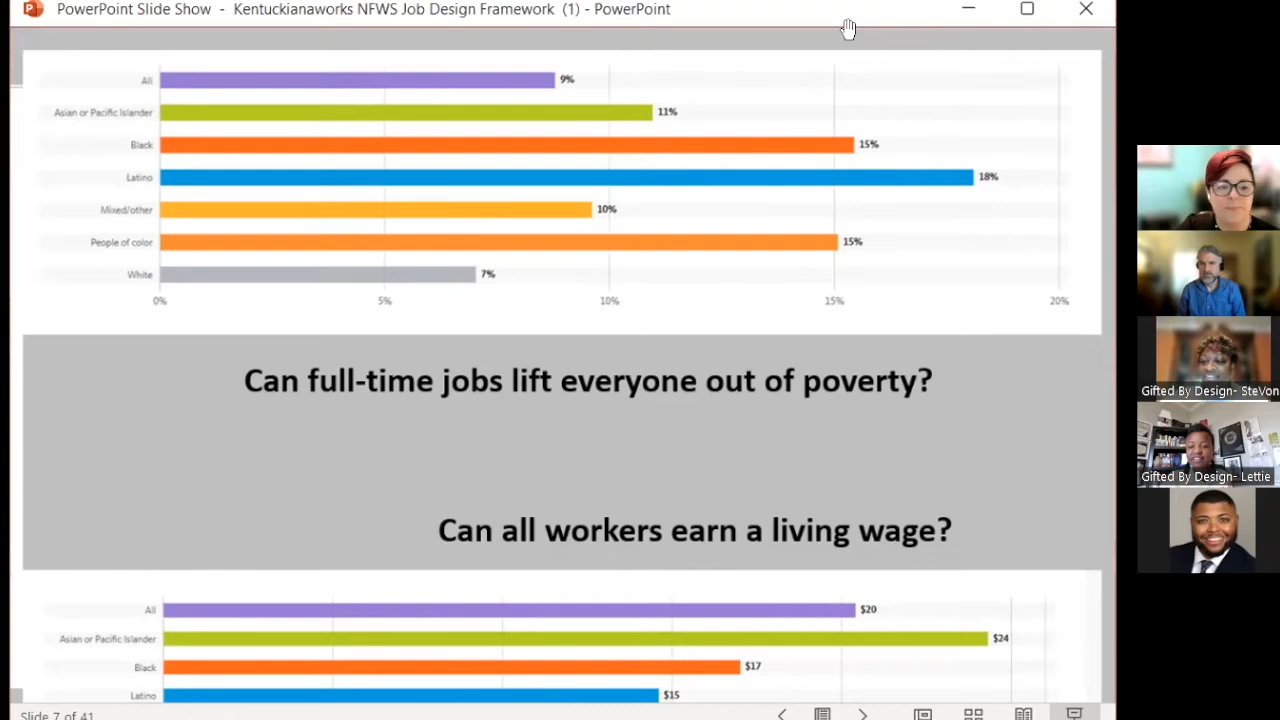 PowerPoint Slide Show - Kentuckianaworks NFWS Job Design Framework (1) - PowerPoint
All 9%
Asian or Pacific Islander 11%
Black 15%
Latino 18%
Mixed/other 10%
People of color 15%
White 7%
0% 5% 10% 15% 20%
Can full-time jobs lift everyone out of poverty?
Can all workers earn a living wage?
All $20
Asian or Pacific Islander $24
Black $17
Latino $15
Slide 7 of 41
Gifted By Design- SteVon
Gifted By Design- Lettie